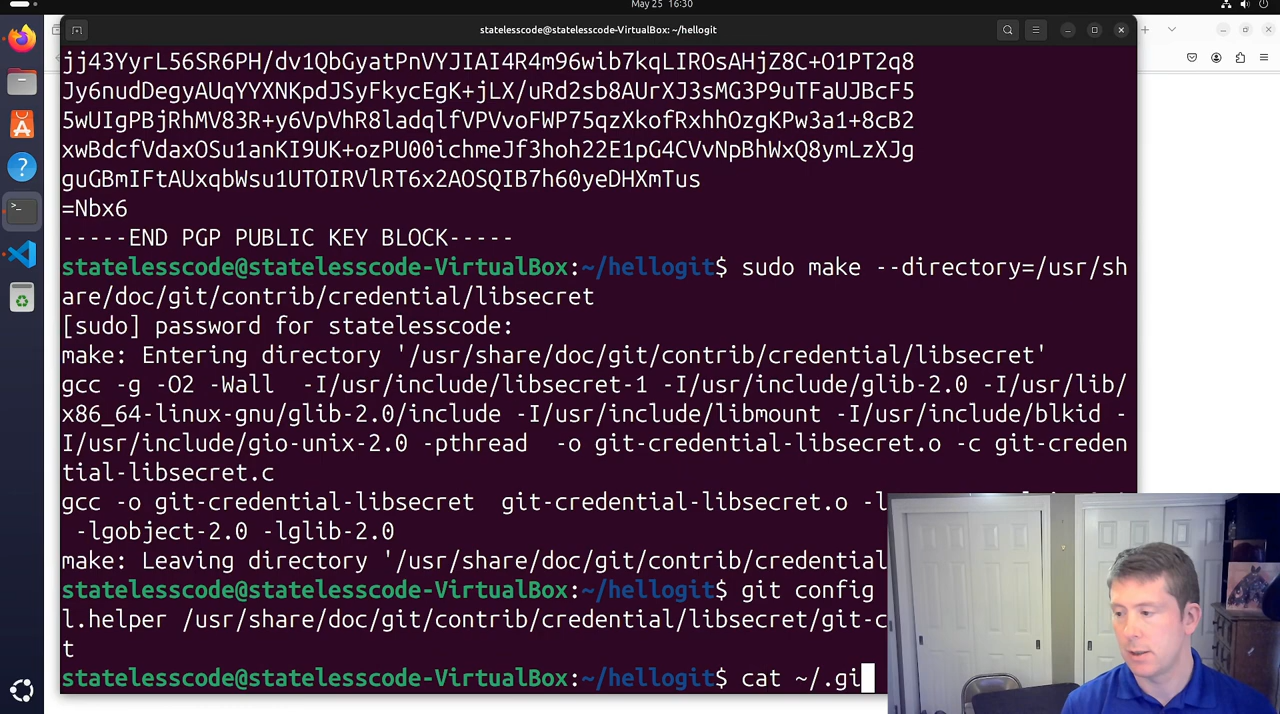 May 25 16:30
statelesscode@statelesscode-VirtualBox: ~/hellogit
jj43YyrL56SR6PH/dv1QbGyatPnVYJIAI4R4m96wib7kqLIROsAHjZ8C+O1PT2q8
Jy6nudDegyAUqYYXNKpdJSyFkycEgK+jLX/uRd2sb8AUrXJ3sMG3P9uTFaUJBcF5
5wUIgPBjRhMV83R+y6VpVhR8ladqlfVPVvoFWP75qzXkofRxhhOzgKPw3a1+8cB2
xwBdcfVdaxOSu1anKI9UK+ozPU00ichmeJf3hoh22E1pG4CVvNpBhWxQ8ymLzXJg
guGBmIFtAUxqbWsu1UTOIRVlRT6x2AOSQIB7h60yeDHXmTus
=Nbx6
-----END PGP PUBLIC KEY BLOCK-----
statelesscode@statelesscode-VirtualBox:~/hellogit$ sudo make --directory=/usr/sh
are/doc/git/contrib/credential/libsecret
[sudo] password for statelesscode:
make: Entering directory '/usr/share/doc/git/contrib/credential/libsecret'
gcc -g -O2 -Wall  -I/usr/include/libsecret-1 -I/usr/include/glib-2.0 -I/usr/lib/
x86_64-linux-gnu/glib-2.0/include -I/usr/include/libmount -I/usr/include/blkid -
I/usr/include/gio-unix-2.0 -pthread  -o git-credential-libsecret.o -c git-creden
tial-libsecret.c
gcc -o git-credential-libsecret  git-credential-libsecret.o -l
-lgobject-2.0 -lglib-2.0
make: Leaving directory '/usr/share/doc/git/contrib/credential
statelesscode@statelesscode-VirtualBox:~/hellogit$ git config
l.helper /usr/share/doc/git/contrib/credential/libsecret/git-c
t
statelesscode@statelesscode-VirtualBox:~/hellogit$ cat ~/.gi